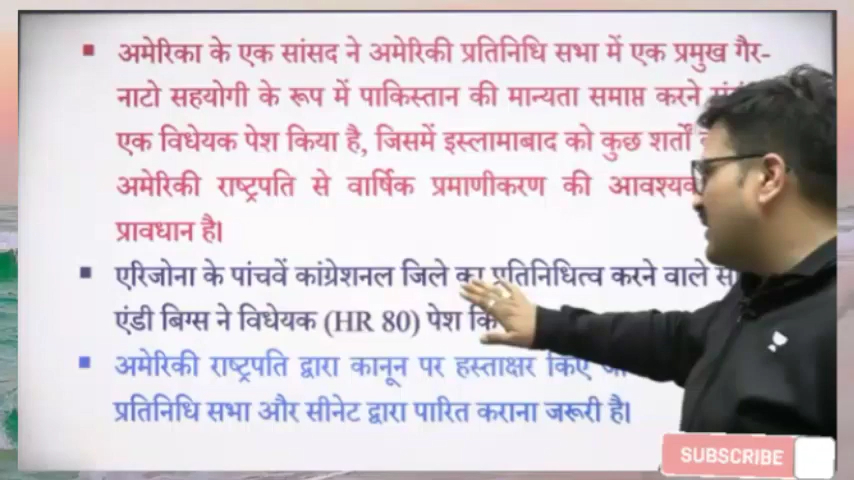 अमेरिका के एक सांसद ने अमेरिकी प्रतिनिधि सभा में एक प्रमुख गैर-
नाटो सहयोगी के रूप में पाकिस्तान की मान्यता समाप्त करने
एक विधेयक पेश किया है, जिसमें इस्लामाबाद को कुछ शर्तों
अमेरिकी राष्ट्रपति से वार्षिक प्रमाणीकरण की
प्रावधान है।
एरिजोना के पांचवें कांग्रेशनल जिले का प्रतिनिधित्व करने वाले
एंडी बिग्स ने विधेयक (HR 80) पेश
अमेरिकी राष्ट्रपति द्वारा कानून पर हस्ताक्षर किए
प्रतिनिधि सभा और सीनेट द्वारा पारित कराना जरूरी है।
SUBSCRIBE